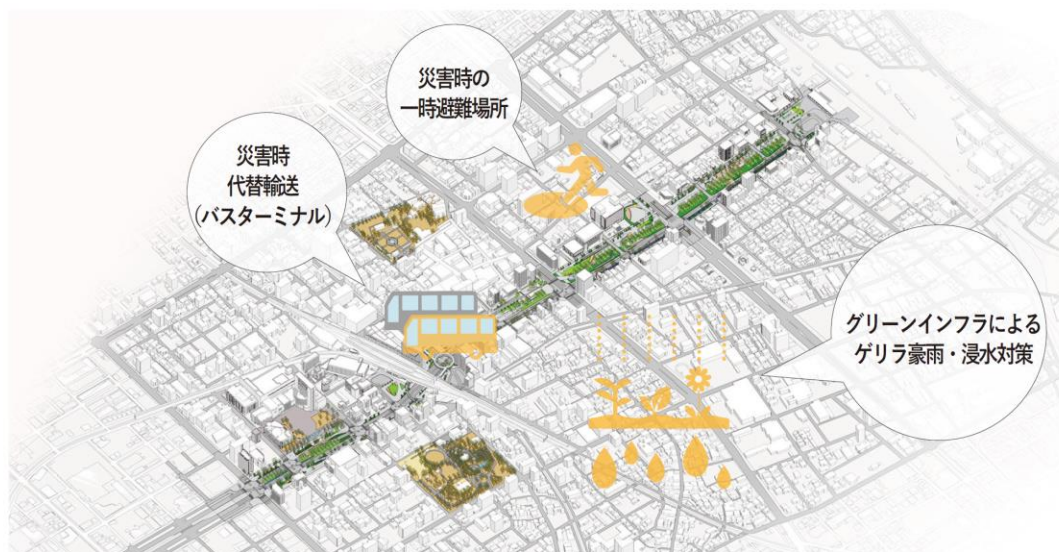 災害時の
一時避難場所
災害時
代替輸送
(バスターミナル)
グリーンインフラによる
ゲリラ豪雨・浸水対策